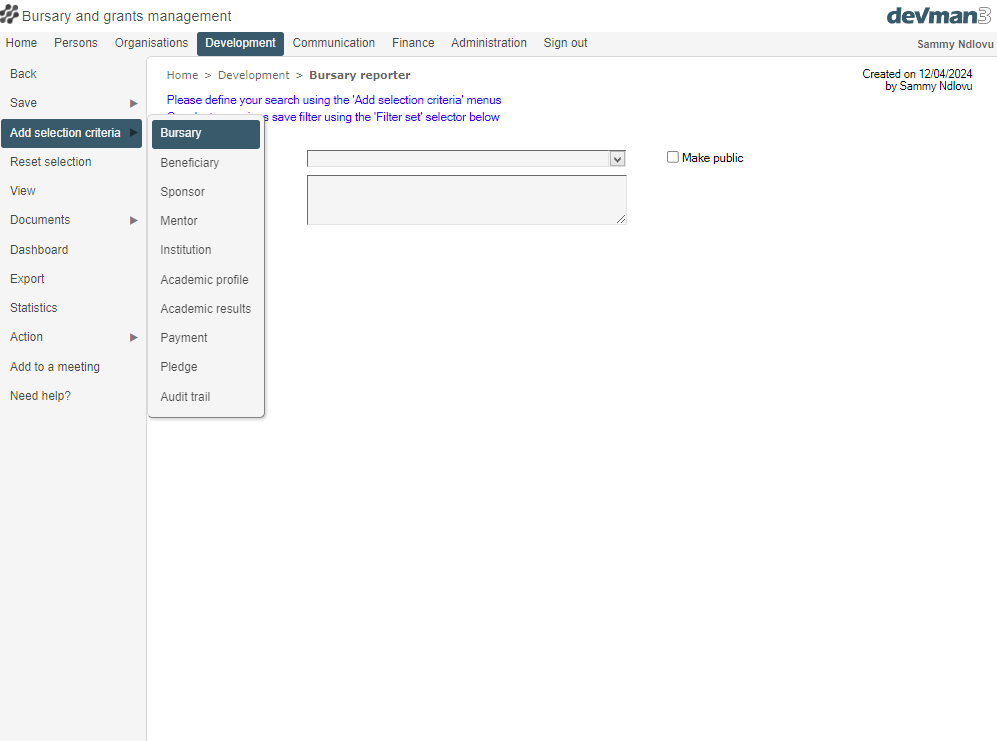 Bursary and grants management
devman3
Home Persons Organisations Development Communication Finance Administration Sign out
Sammy Ndlovu
Back
Save
Add selection criteria
Reset selection
View
Documents
Dashboard
Export
Statistics
Action
Add to a meeting
Need help?
Home > Development > Bursary reporter
Created on 12/04/2024
by Sammy Ndlovu
Please define your search using the 'Add selection criteria' menus
save filter using the 'Filter set' selector below
Bursary
Beneficiary
Sponsor
Mentor
Institution
Academic profile
Academic results
Payment
Pledge
Audit trail
Make public